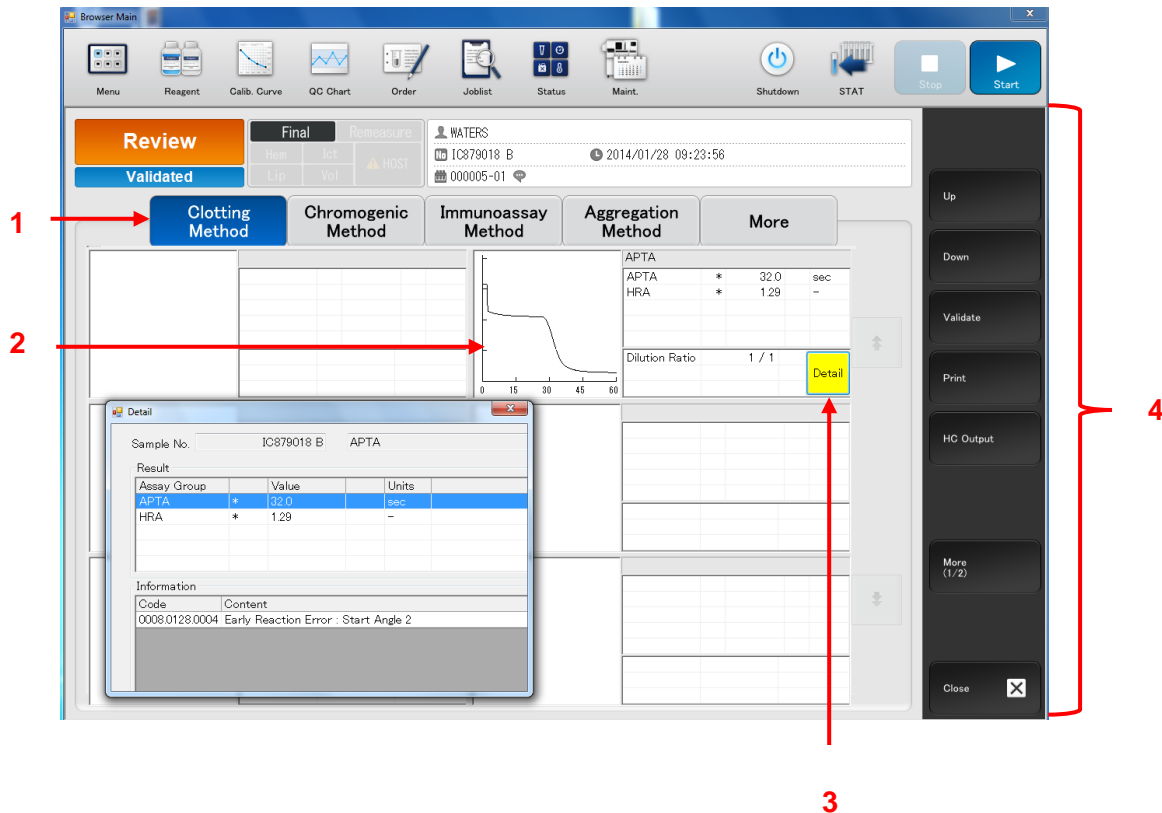 Browser Main
x
Menu
Reagent
Calib. Curve
QC Chart
Order
Joblist
Status
Maint.
Shutdown
STAT
Stop
Start
Review
Validated
Final
Remeasure
Hem
Ict
Lip
Vol
HOST
WATERS
No IC879018 B
2014/01/28 09:23:56
000005-01
Up
Down
Validate
Print
HC Output
More
(1/2)
Close
1
Clotting
Method
Chromogenic
Method
Immunoassay
Method
Aggregation
Method
More
2
0 15 30 45 60
APTA
APTA * 32.0 sec
HRA * 1.29 -
Dilution Ratio 1 / 1
Detail
4
Detail
x
Sample No. IC879018 B APTA
Result
Assay Group Value Units
APTA * 32.0 sec
HRA * 1.29 -
Information
Code Content
0008.0128.0004 Early Reaction Error : Start Angle 2
3